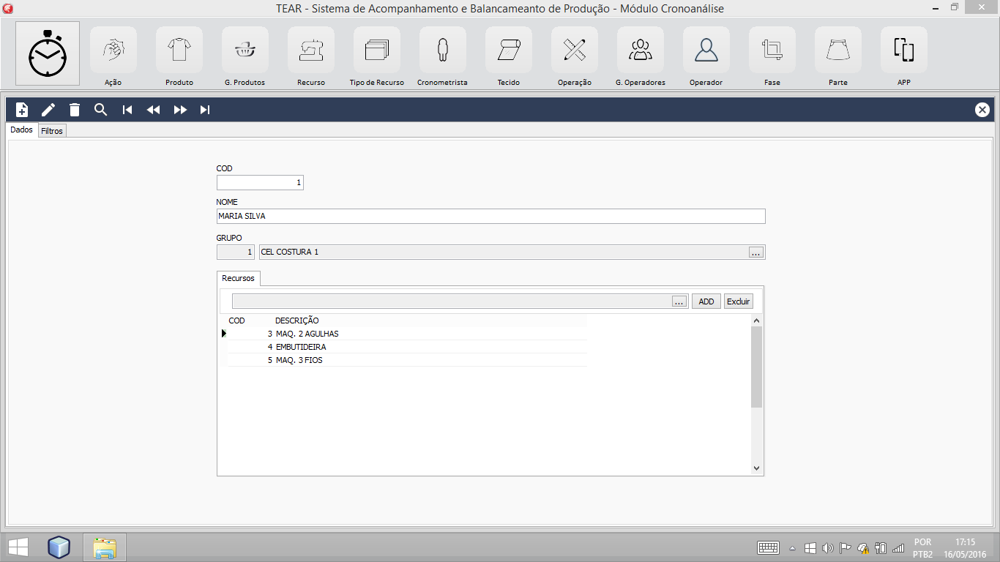 TEAR - Sistema de Acompanhamento e Balancameanto de Produção - Módulo Cronoanálise
Ação Produto G. Produtos Recurso Tipo de Recurso Cronometrista Tecido Operação G. Operadores Operador Fase Parte APP
Dados Filtros
COD
1
NOME
MARIA SILVA
GRUPO
1 CEL COSTURA 1 ...
Recursos
... ADD Excluir
COD DESCRIÇÃO
3 MAQ. 2 AGULHAS
4 EMBUTIDEIRA
5 MAQ. 3 FIOS
POR 17:15
PTB2 16/05/2016